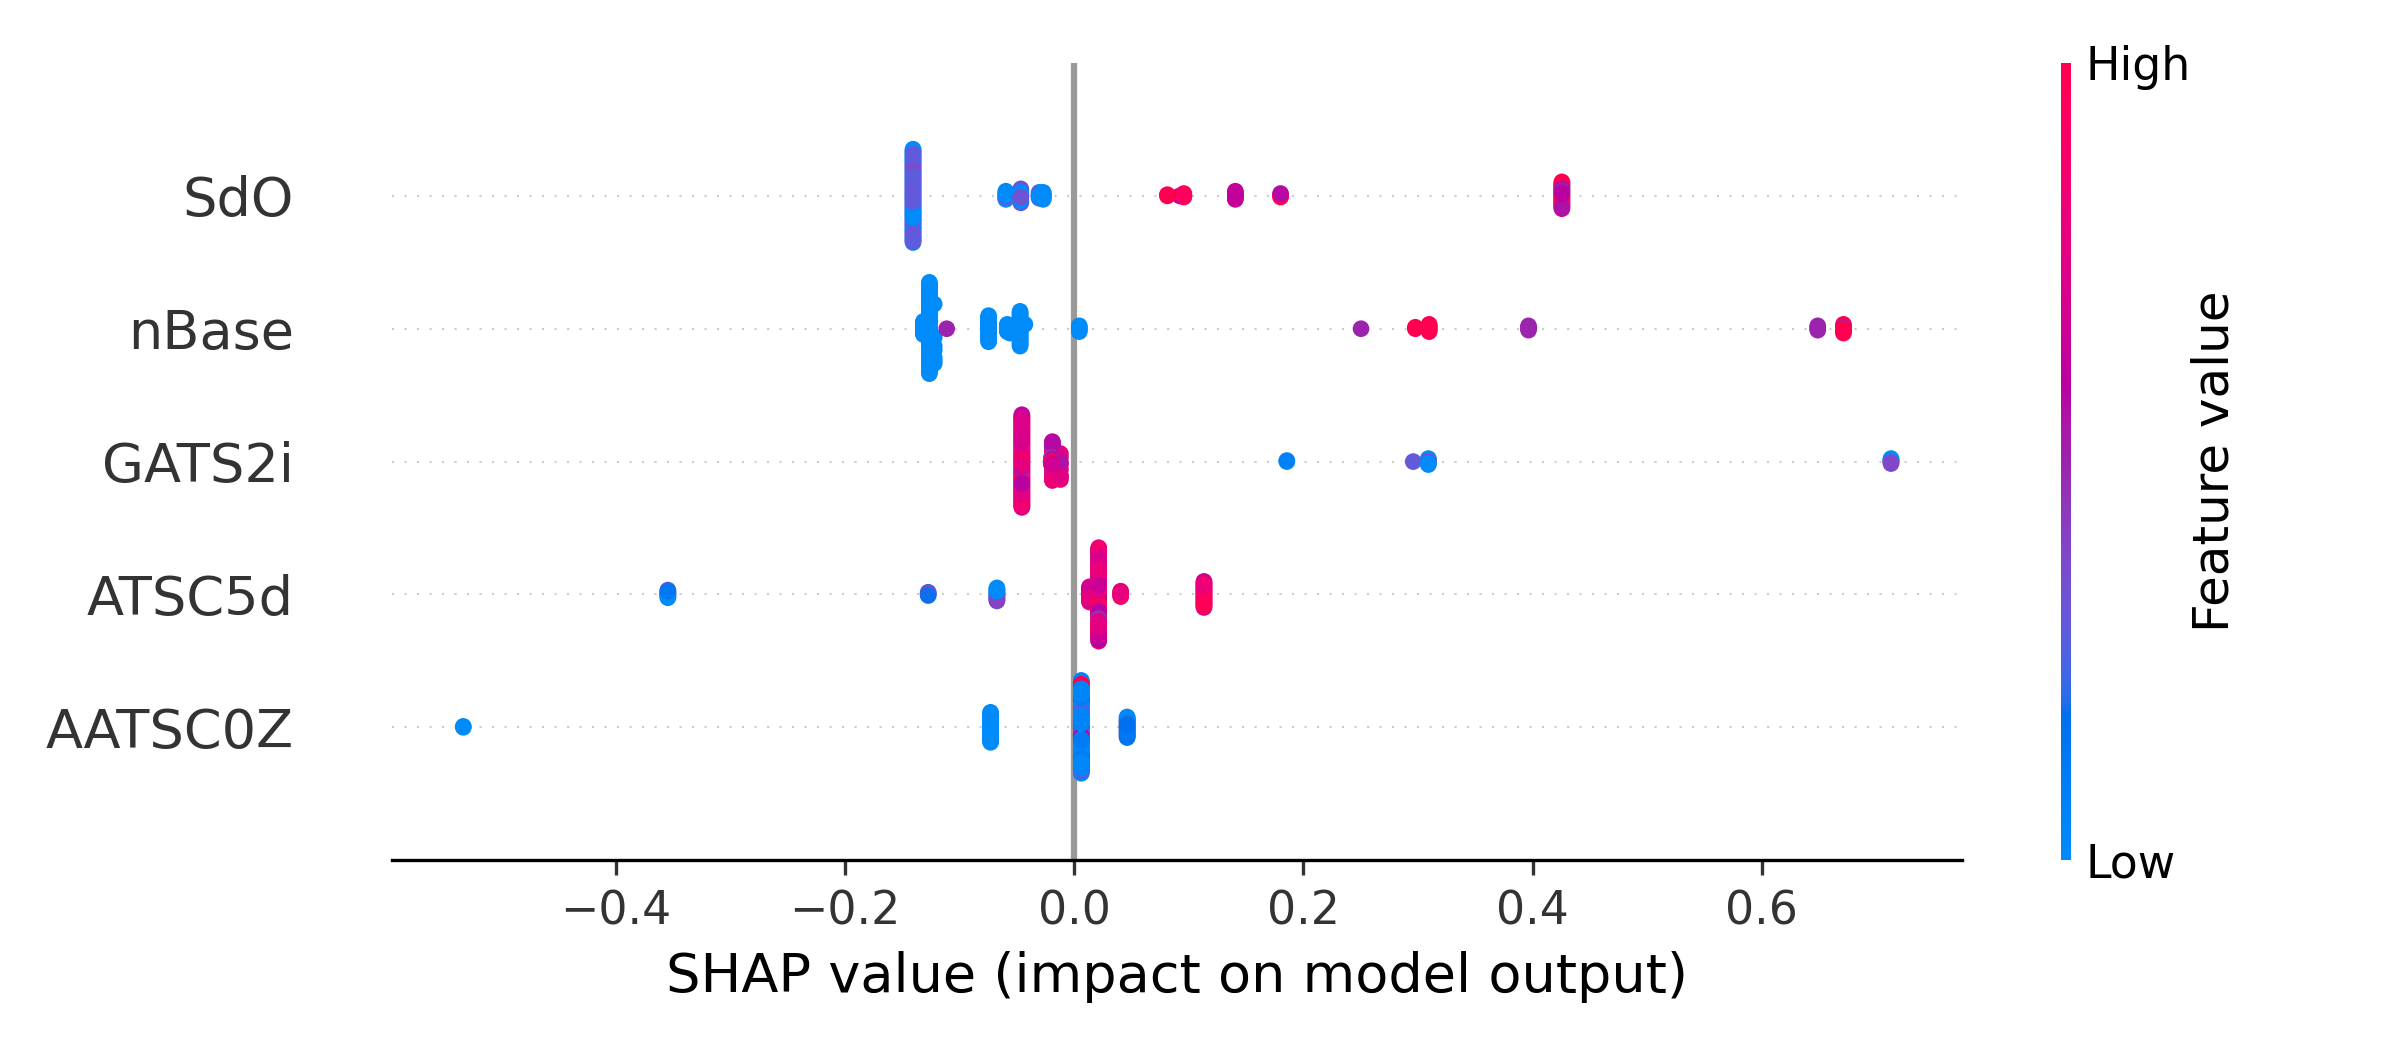 High
SdO
nBase
GATS2i
ATSC5d
AATSC0Z
Feature value
Low
−0.4 −0.2 0.0 0.2 0.4 0.6
SHAP value (impact on model output)